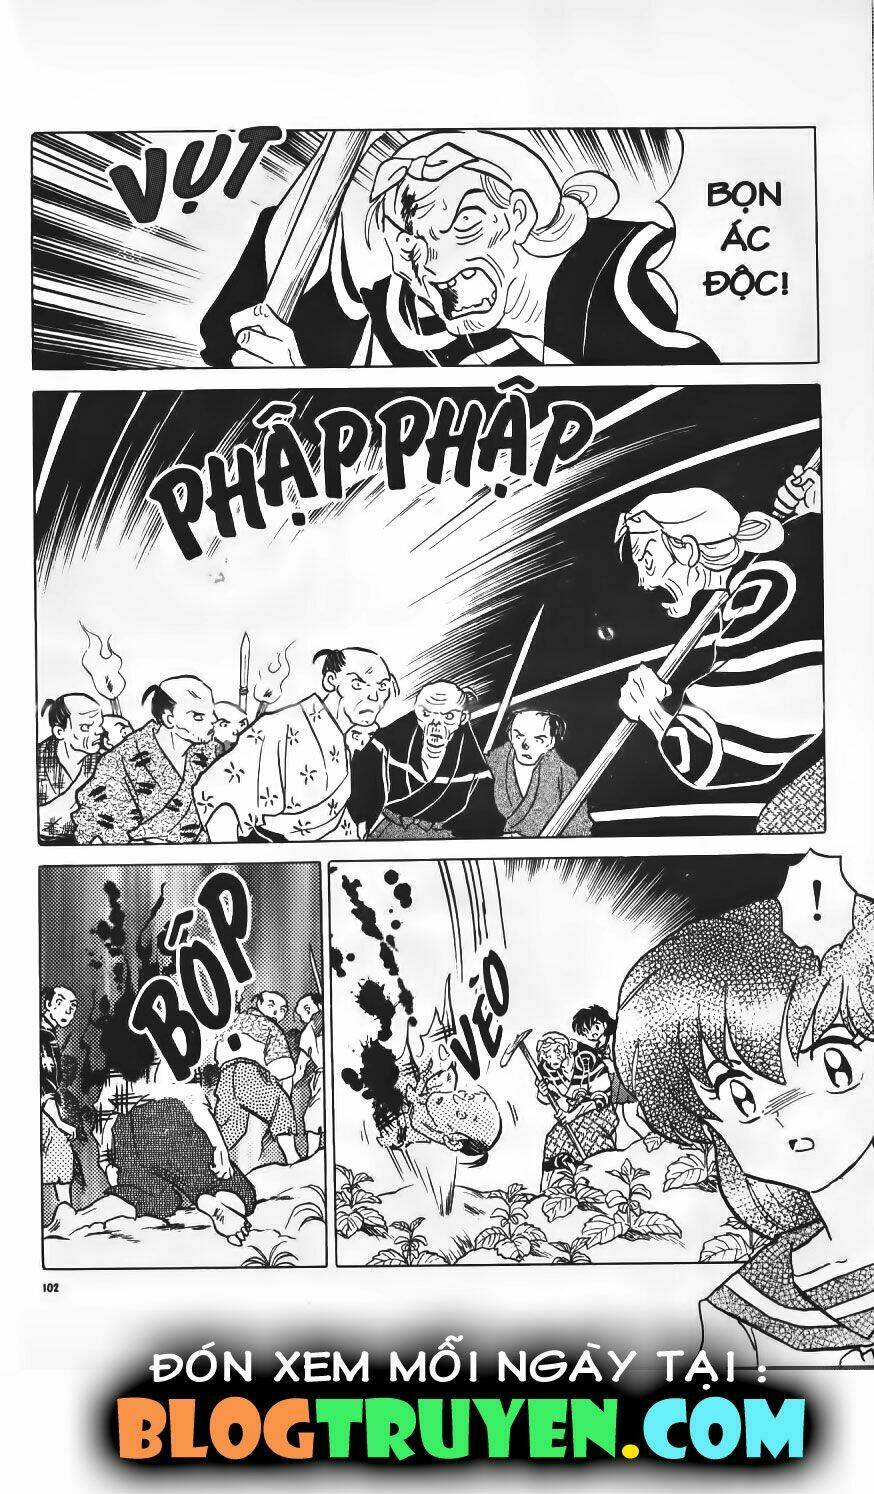 VỤT
BỌN
ÁC
ĐỘC!
PHẬP PHẬP
BỐP
VÈO
!
102
ĐÓN XEM MỖI NGÀY TẠI :
BLOGTRUYEN.COM